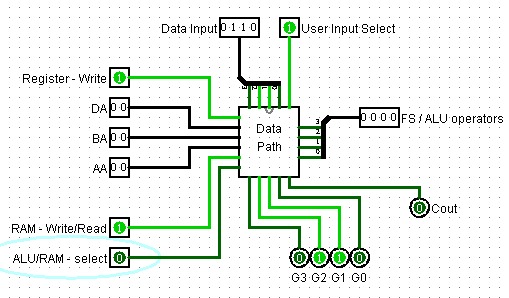 Data Input 0 1 1 0 1 User Input Select
Register - Write 1
DA 0 0
BA 0 0
AA 0 0
Data
Path
3
2
1
0 0 0 0 FS / ALU operators
RAM - Write/Read 1
ALU/RAM - select 0
0 Cout
0 1 1 0
G3 G2 G1 G0